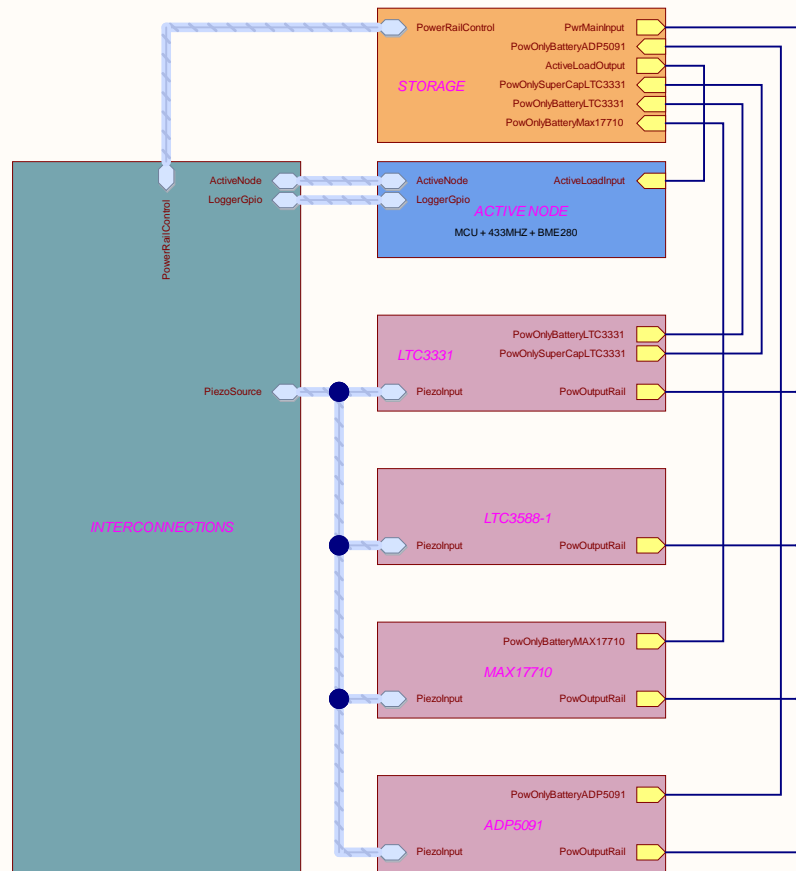 PowerRailControl
PwrMainInput
PowOnlyBatteryADP5091
ActiveLoadOutput
STORAGE
PowOnlySuperCapLTC3331
PowOnlyBatteryLTC3331
PowOnlyBatteryMax17710
ActiveNode
LoggerGpio
PowerRailControl
PiezoSource
INTERCONNECTIONS
ActiveNode
ActiveLoadInput
LoggerGpio
ACTIVE NODE
MCU + 433MHZ + BME280
PowOnlyBatteryLTC3331
LTC3331
PowOnlySuperCapLTC3331
PiezoInput
PowOutputRail
LTC3588-1
PiezoInput
PowOutputRail
PowOnlyBatteryMAX17710
MAX17710
PiezoInput
PowOutputRail
PowOnlyBatteryADP5091
ADP5091
PiezoInput
PowOutputRail